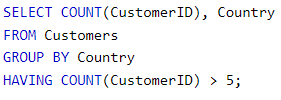 SELECT COUNT(CustomerID), Country
FROM Customers
GROUP BY Country
HAVING COUNT(CustomerID) > 5;